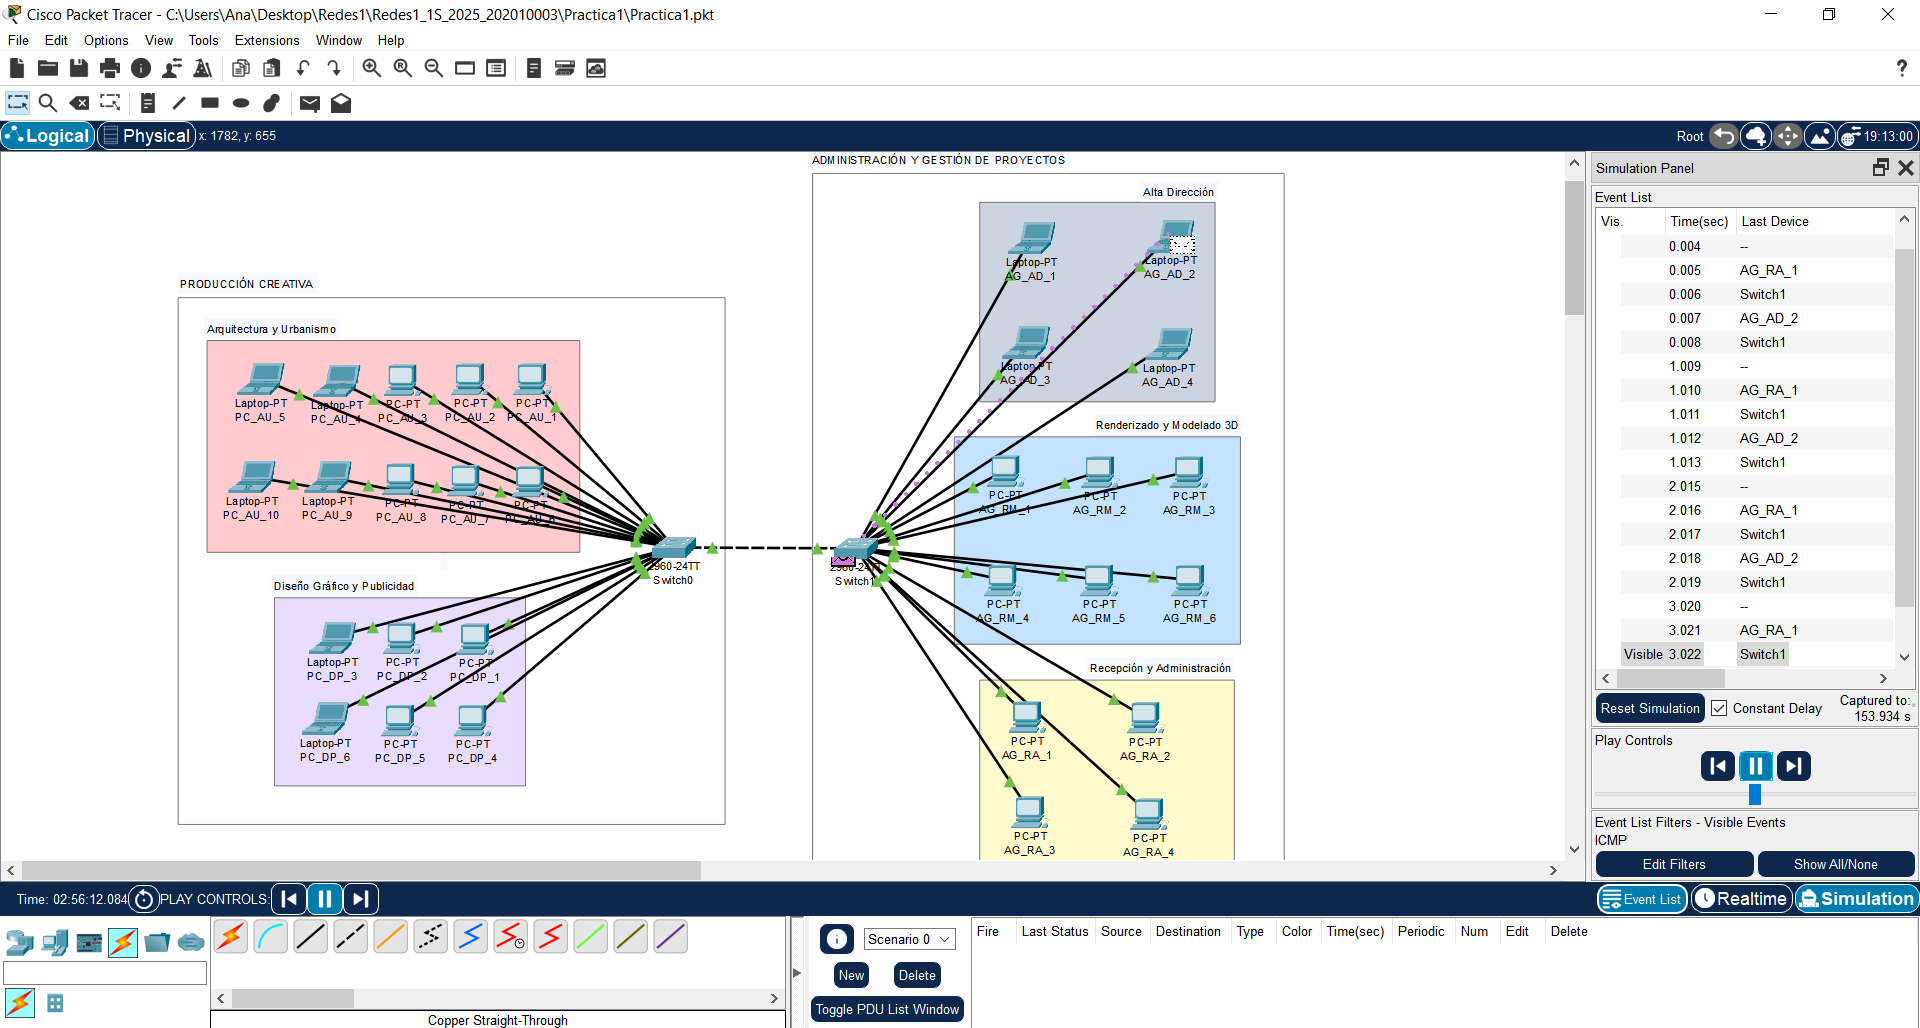 Cisco Packet Tracer - C:\Users\Ana\Desktop\Redes1\Redes1_1S_2025_202010003\Practica1\Practica1.pkt
File Edit Options View Tools Extensions Window Help
Logical Physical x: 1782, y: 655
Root 19:13:00
ADMINISTRACIÓN Y GESTIÓN DE PROYECTOS
Alta Dirección
Laptop-PT
AG_AD_1
Laptop-PT
AG_AD_2
Laptop-PT
AG_AD_3
Laptop-PT
AG_AD_4
PRODUCCIÓN CREATIVA
Arquitectura y Urbanismo
Laptop-PT
PC_AU_5
Laptop-PT
PC_AU_4
PC-PT
PC_AU_3
PC-PT
PC_AU_2
PC-PT
PC_AU_1
Laptop-PT
PC_AU_10
Laptop-PT
PC_AU_9
PC-PT
PC_AU_8
PC-PT
PC_AU_7
PC-PT
PC_AU_6
2960-24TT
Switch0
2960-24TT
Switch1
Diseño Gráfico y Publicidad
Laptop-PT
PC_DP_3
PC-PT
PC_DP_2
PC-PT
PC_DP_1
Laptop-PT
PC_DP_6
PC-PT
PC_DP_5
PC-PT
PC_DP_4
Renderizado y Modelado 3D
PC-PT
AG_RM_1
PC-PT
AG_RM_2
PC-PT
AG_RM_3
PC-PT
AG_RM_4
PC-PT
AG_RM_5
PC-PT
AG_RM_6
Recepción y Administración
PC-PT
AG_RA_1
PC-PT
AG_RA_2
PC-PT
AG_RA_3
PC-PT
AG_RA_4
Simulation Panel
Event List
Vis. Time(sec) Last Device
0.004 --
0.005 AG_RA_1
0.006 Switch1
0.007 AG_AD_2
0.008 Switch1
1.009 --
1.010 AG_RA_1
1.011 Switch1
1.012 AG_AD_2
1.013 Switch1
2.015 --
2.016 AG_RA_1
2.017 Switch1
2.018 AG_AD_2
2.019 Switch1
3.020 --
3.021 AG_RA_1
Visible 3.022 Switch1
Reset Simulation Constant Delay Captured to:
153.934 s
Play Controls
Event List Filters - Visible Events
ICMP
Edit Filters Show All/None
Time: 02:56:12.084 PLAY CONTROLS:
Event List Realtime Simulation
Scenario 0
New Delete
Toggle PDU List Window
Fire Last Status Source Destination Type Color Time(sec) Periodic Num Edit Delete
Copper Straight-Through